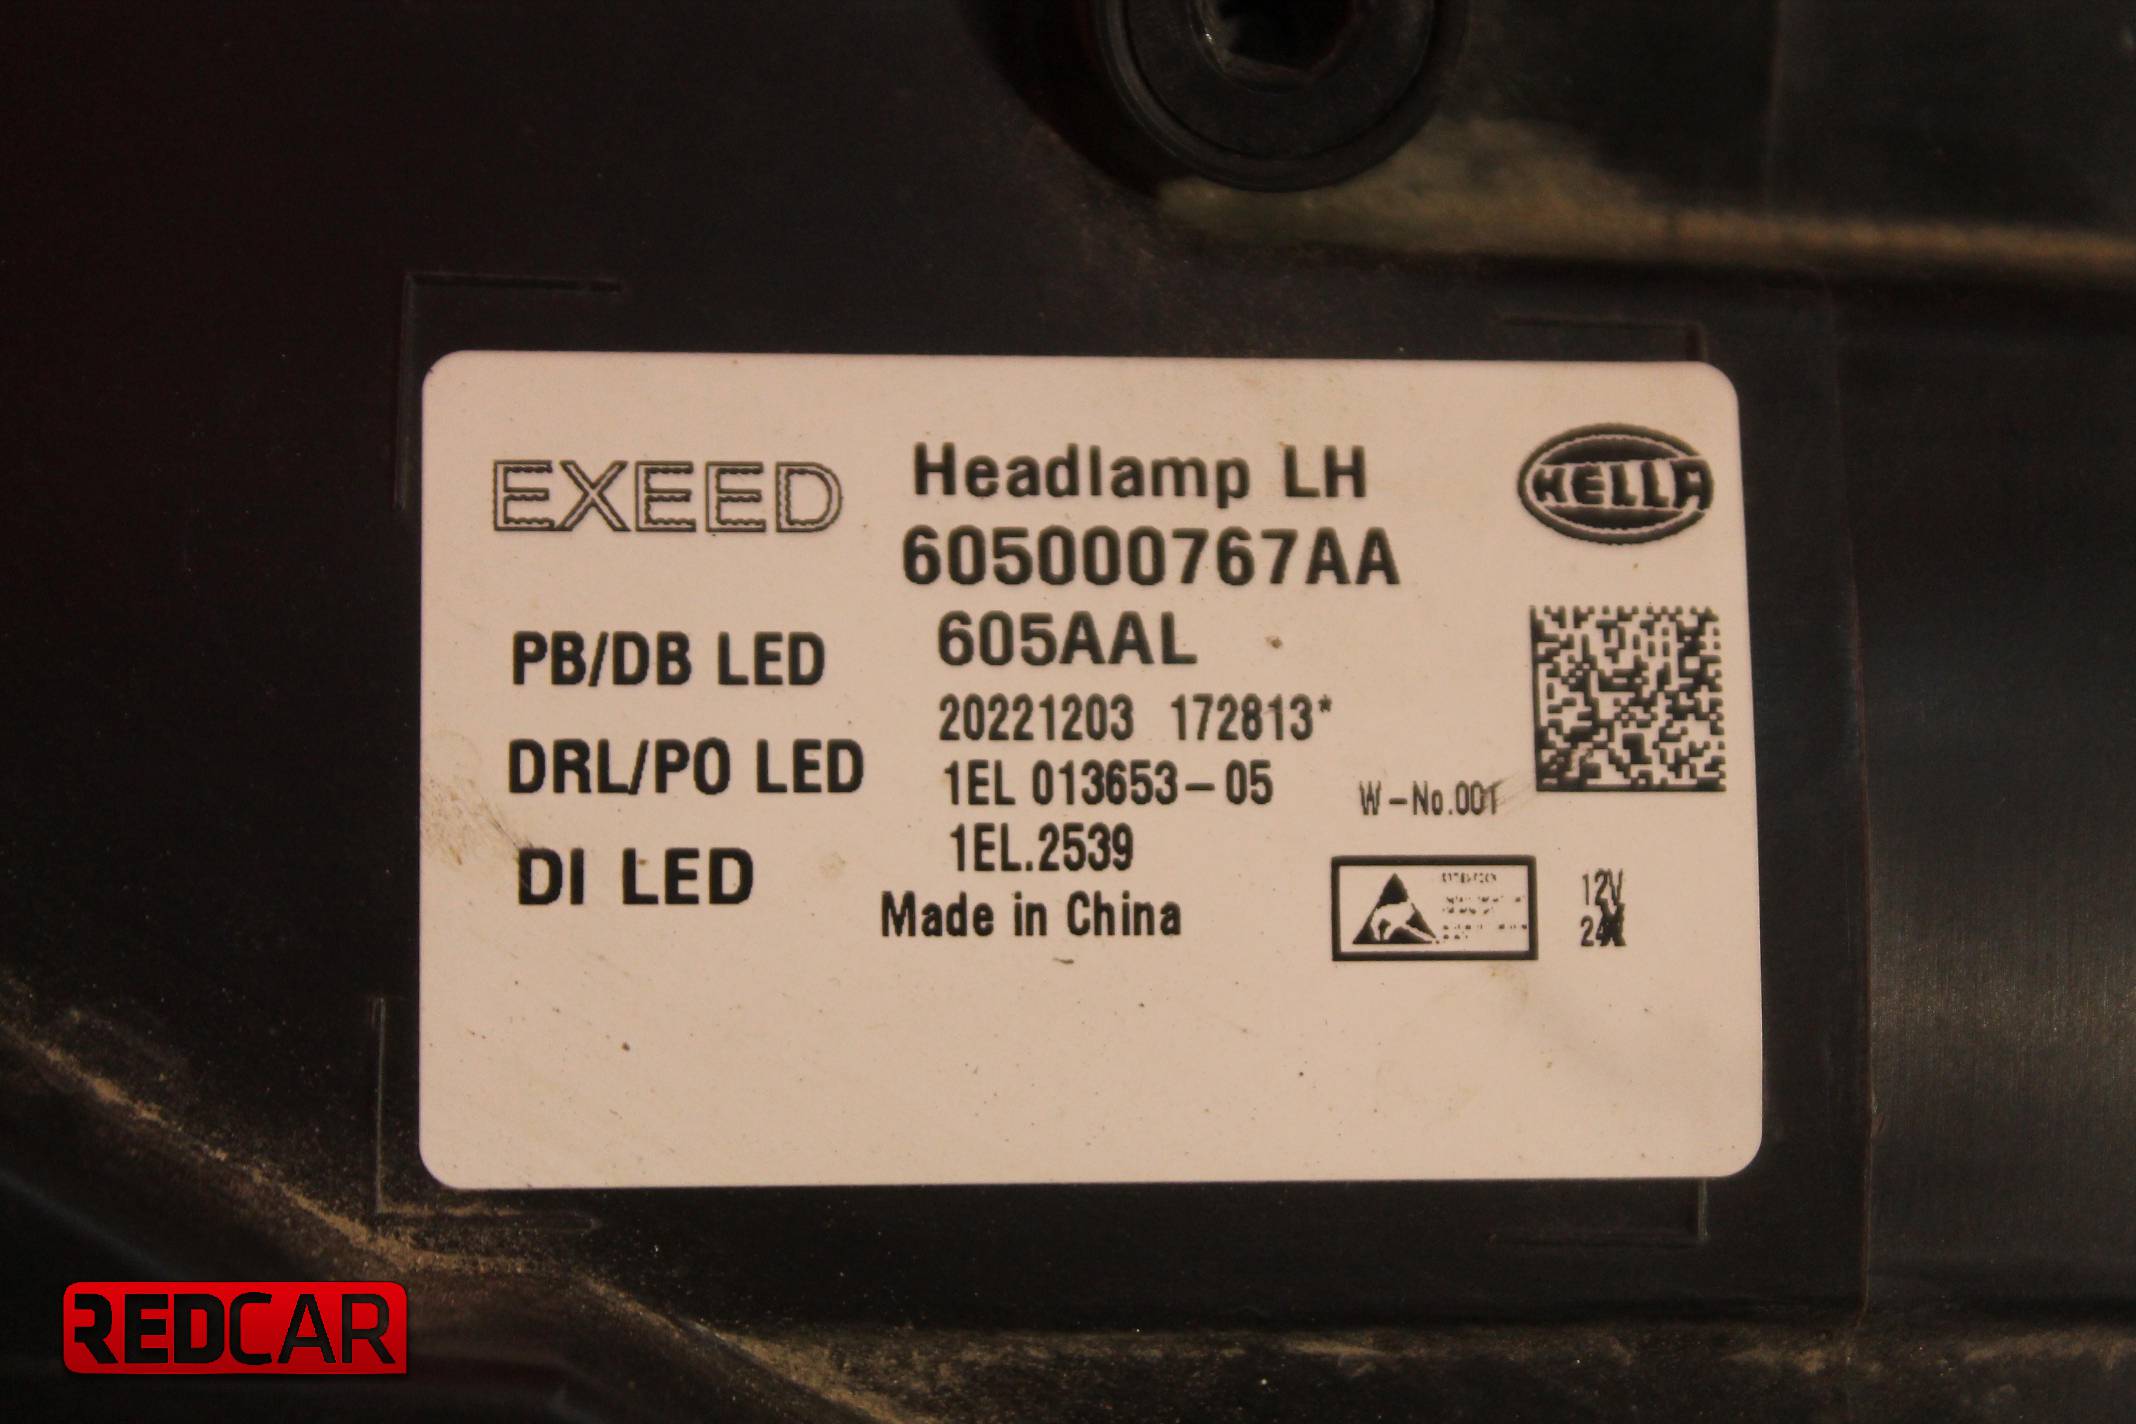 EXEED
Headlamp LH
HELLA
605000767AA
605AAL
PB/DB LED
20221203 172813*
DRL/PO LED
1EL 013653-05
W-No.001
1EL.2539
DI LED
12V
Made in China
REDCAR